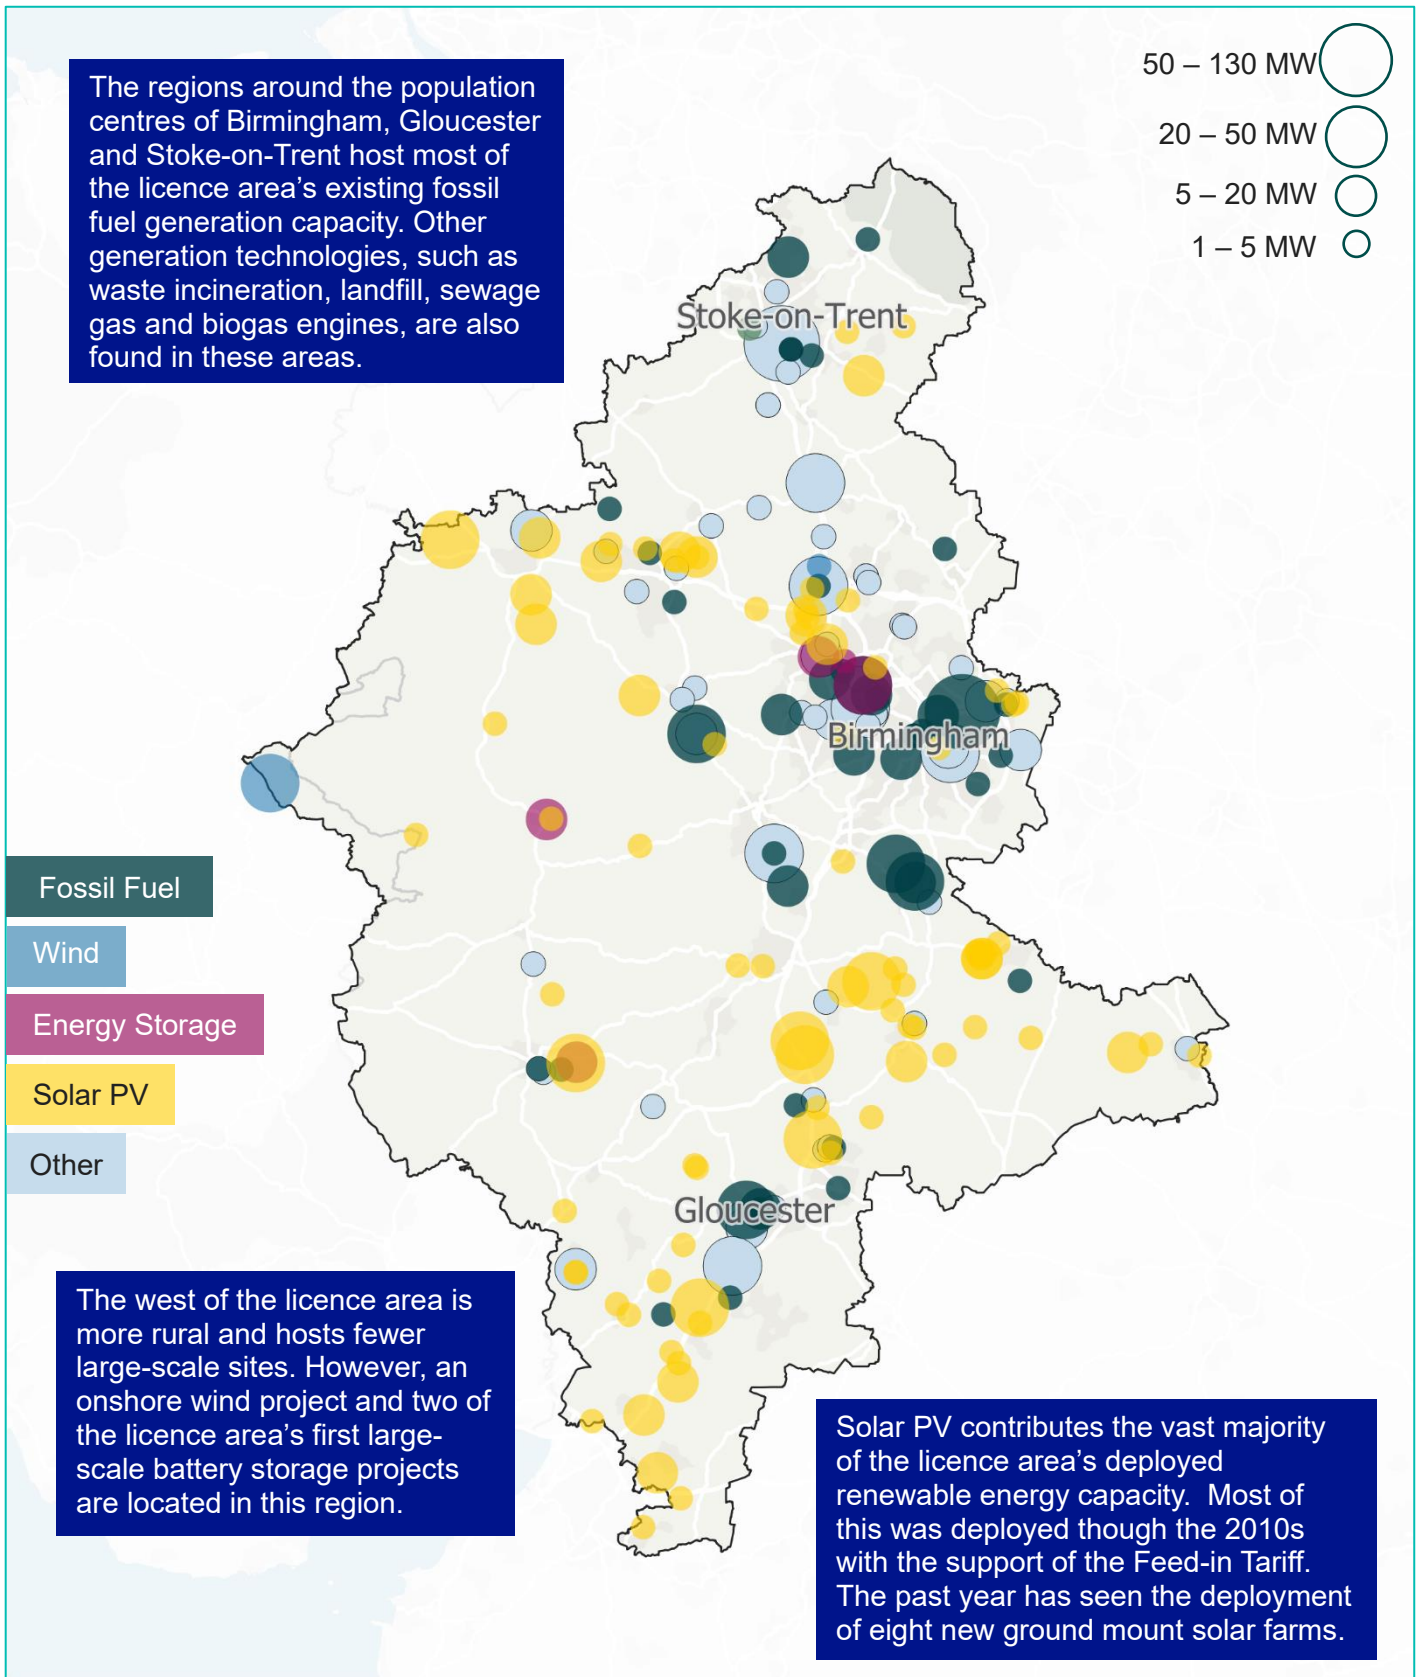 The regions around the population
centres of Birmingham, Gloucester
and Stoke-on-Trent host most of
the licence area's existing fossil
fuel generation capacity. Other
generation technologies, such as
waste incineration, landfill, sewage
gas and biogas engines, are also
found in these areas.
50 – 130 MW
20 – 50 MW
5 – 20 MW
1 – 5 MW
Stoke-on-Trent
Birmingham
Fossil Fuel
Wind
Energy Storage
Solar PV
Other
Gloucester
The west of the licence area is
more rural and hosts fewer
large-scale sites. However, an
onshore wind project and two of
the licence area's first large-
scale battery storage projects
are located in this region.
Solar PV contributes the vast majority
of the licence area's deployed
renewable energy capacity.  Most of
this was deployed though the 2010s
with the support of the Feed-in Tariff.
The past year has seen the deployment
of eight new ground mount solar farms.